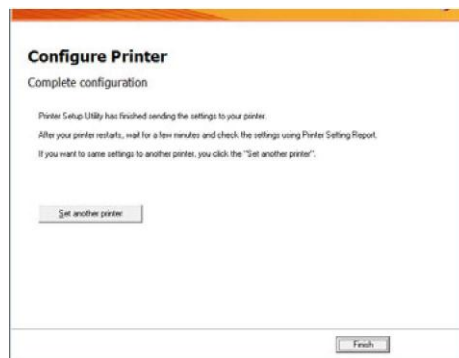 Configure Printer
Complete configuration
Printer Setup Utility has finished sending the settings to your printer.
After your printer restarts, wait for a few minutes and check the settings using Printer Setting Report.
If you want to same settings to another printer, you click the "Set another printer".
Set another printer
Finish